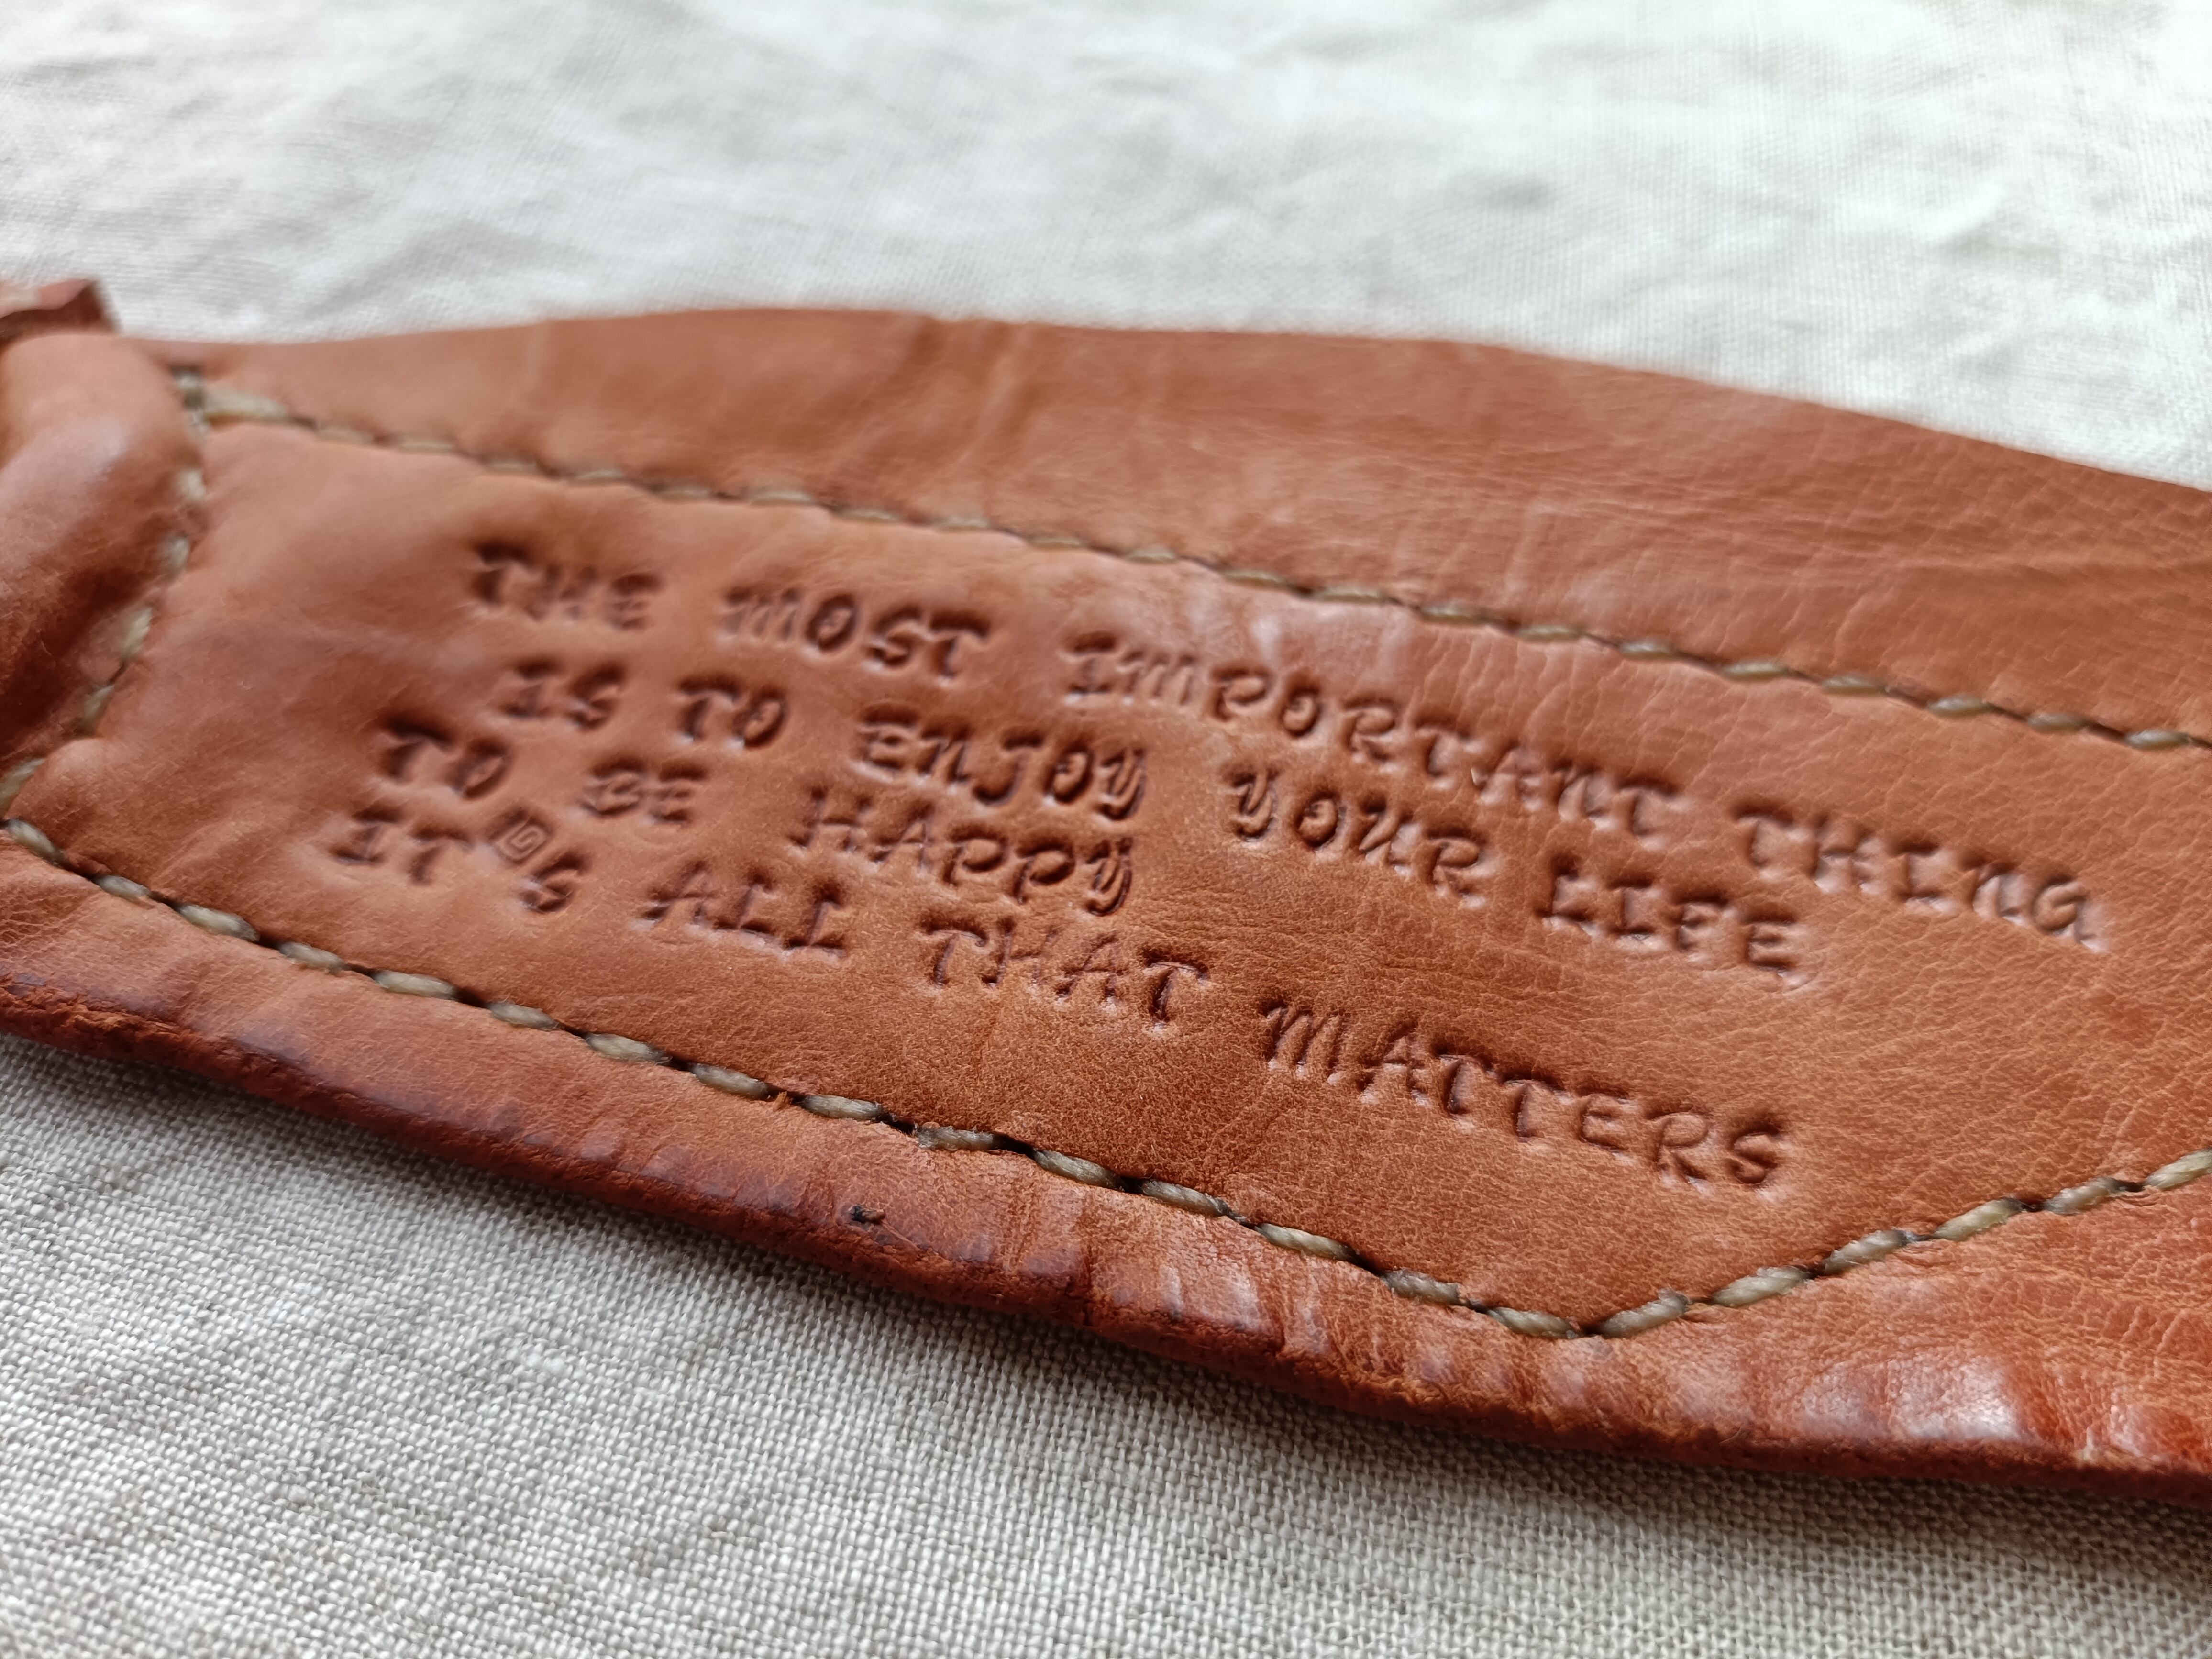 THE MOST IMPORTANT THING
IS TO ENJOY YOUR LIFE
TO BE HAPPY
IT'S ALL THAT MATTERS